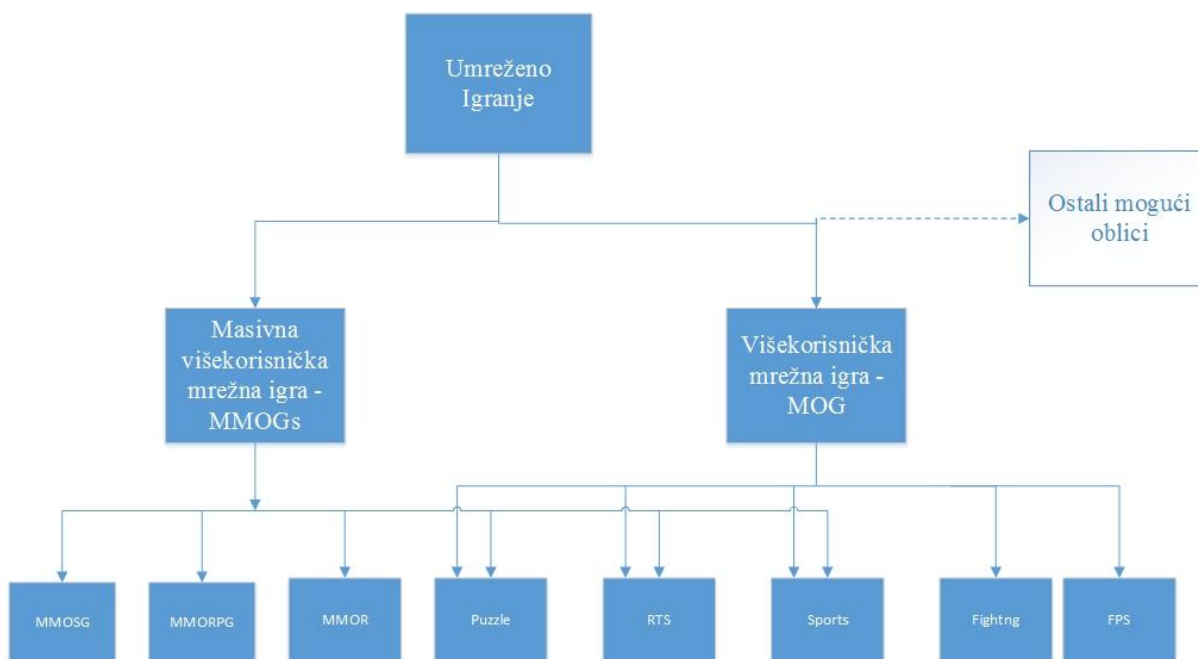 Umreženo
Igranje
Ostali mogući
oblici
Masivna
višekorisnička
mrežna igra -
MMOGs
Višekorisnička
mrežna igra -
MOG
MMOSG
MMORPG
MMOR
Puzzle
RTS
Sports
Fightng
FPS